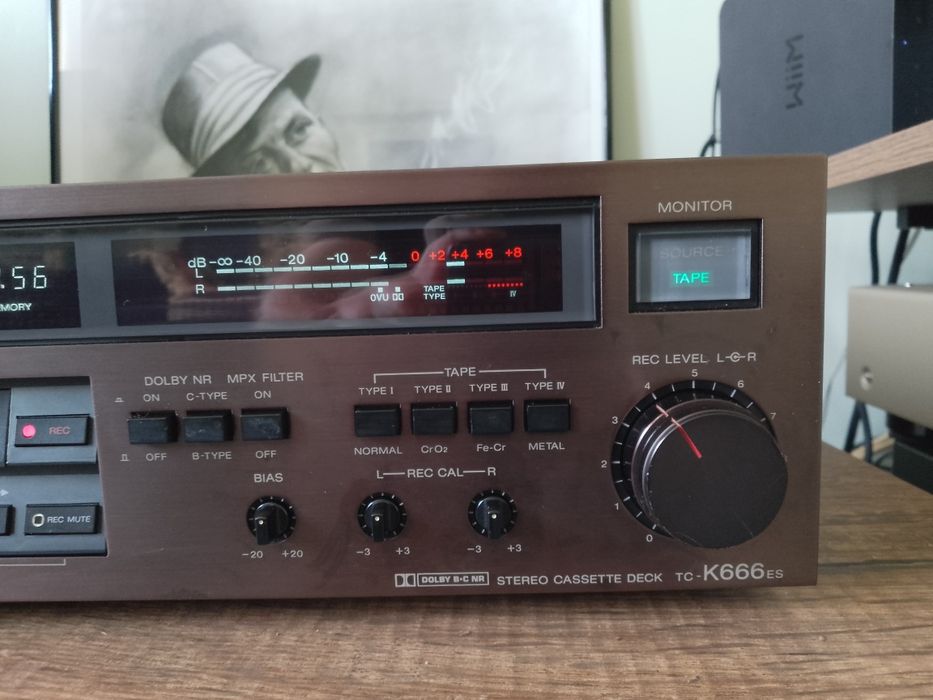 WiiM
MONITOR
SOURCE
TAPE
dB -∞ -40 -20 -10 -4 0 +2 +4 +6 +8
L
R
0VU
TAPE
TYPE
IV
.56
MORY
DOLBY NR MPX FILTER
ON C-TYPE ON
OFF B-TYPE OFF
TAPE
TYPE I TYPE II TYPE III TYPE IV
NORMAL CrO2 Fe-Cr METAL
REC LEVEL L R
0 1 2 3 4 5 6 7
REC
REC MUTE
BIAS
-20 +20
L REC CAL R
-3 +3 -3 +3
DOLBY B·C NR STEREO CASSETTE DECK TC-K666ES